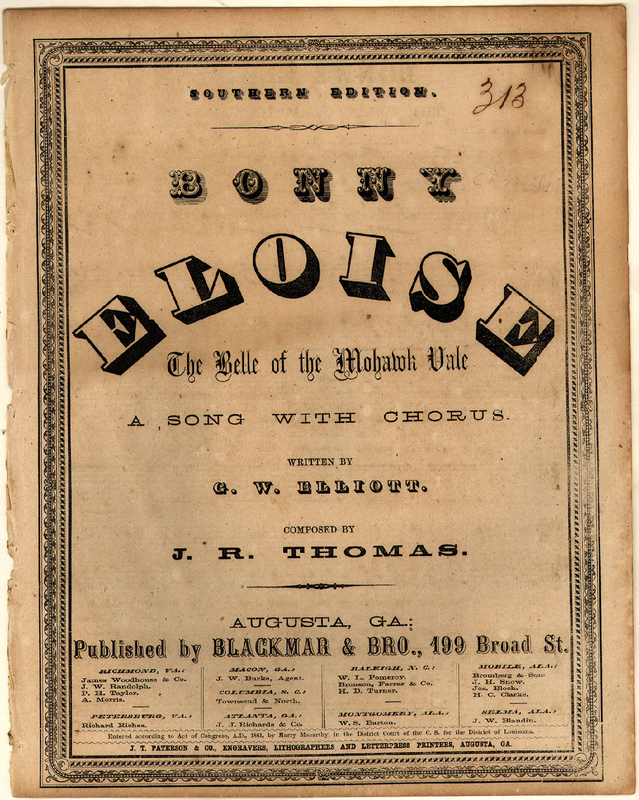 SOUTHERN EDITION.
313
BONNY
ELOISE
The Belle of the Mohawk Vale
A SONG WITH CHORUS.
WRITTEN BY
G. W. ELLIOTT.
COMPOSED BY
J. R. THOMAS.
AUGUSTA, GA:
Published by BLACKMAR & BRO., 199 Broad St.
RICHMOND, VA.:
James Woodhouse & Co.
J. W. Randolph.
P. H. Taylor.
A. Morris.
PETERSBURG, VA.:
Richard Riches.
MACON, GA.:
J. W. Burke, Agent.
COLUMBIA, S. C.:
Townsend & North.
ATLANTA, GA.:
J. J. Richards & Co.
RALEIGH, N. C.:
W. L. Pomeroy.
Branson, Farrar & Co.
H. D. Turner.
MONTGOMERY, ALA.:
W. S. Barton.
MOBILE, ALA.:
Bromberg & Son.
J. H. Snow.
Jos. Bloch.
H. C. Clarke.
SELMA, ALA.:
J. W. Blandin.
Entered according to Act of Congress, A.D., 1861, by Harry Macarthy, in the District Court of the C. S. for the District of Louisiana.
J. T. PATERSON & CO., ENGRAVERS, LITHOGRAPHERS AND LETTERPRESS PRINTERS, AUGUSTA, GA.